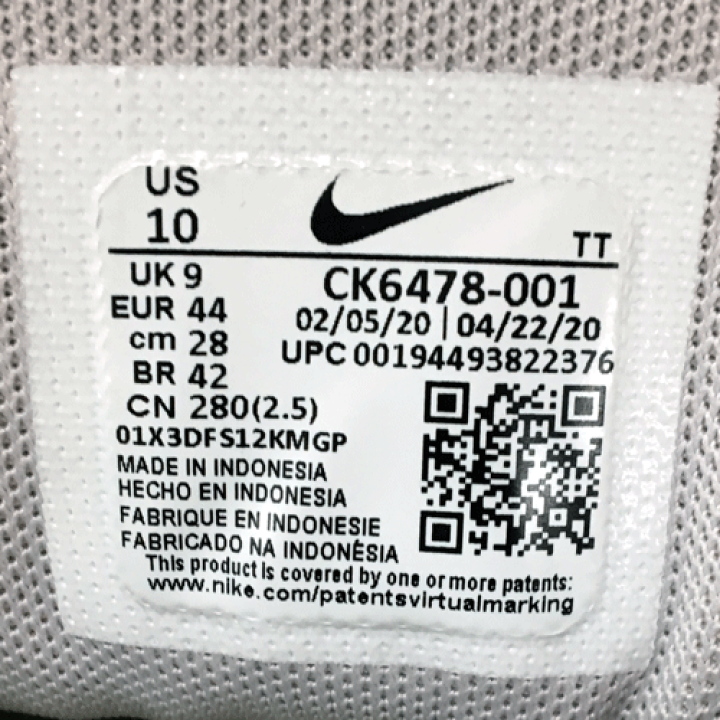 US
10
TT
UK 9
CK6478-001
EUR 44
02/05/20 | 04/22/20
cm 28
UPC 00194493822376
BR 42
CN 280(2.5)
01X3DFS12KMGP
MADE IN INDONESIA
HECHO EN INDONESIA
FABRIQUE EN INDONESIE
FABRICADO NA INDONÉSIA
This product is covered by one or more patents:
www.nike.com/patentsvirtualmarking